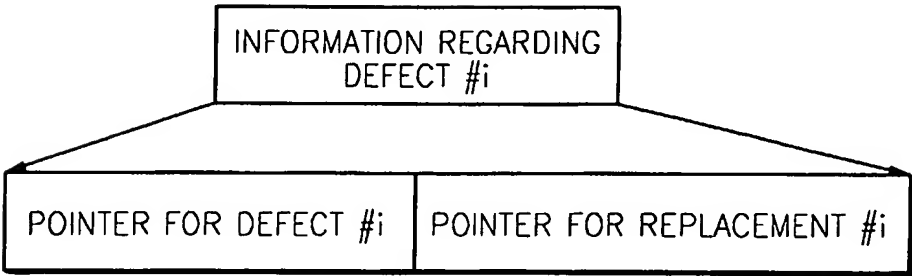 INFORMATION REGARDING
DEFECT #i
POINTER FOR DEFECT #i
POINTER FOR REPLACEMENT #i